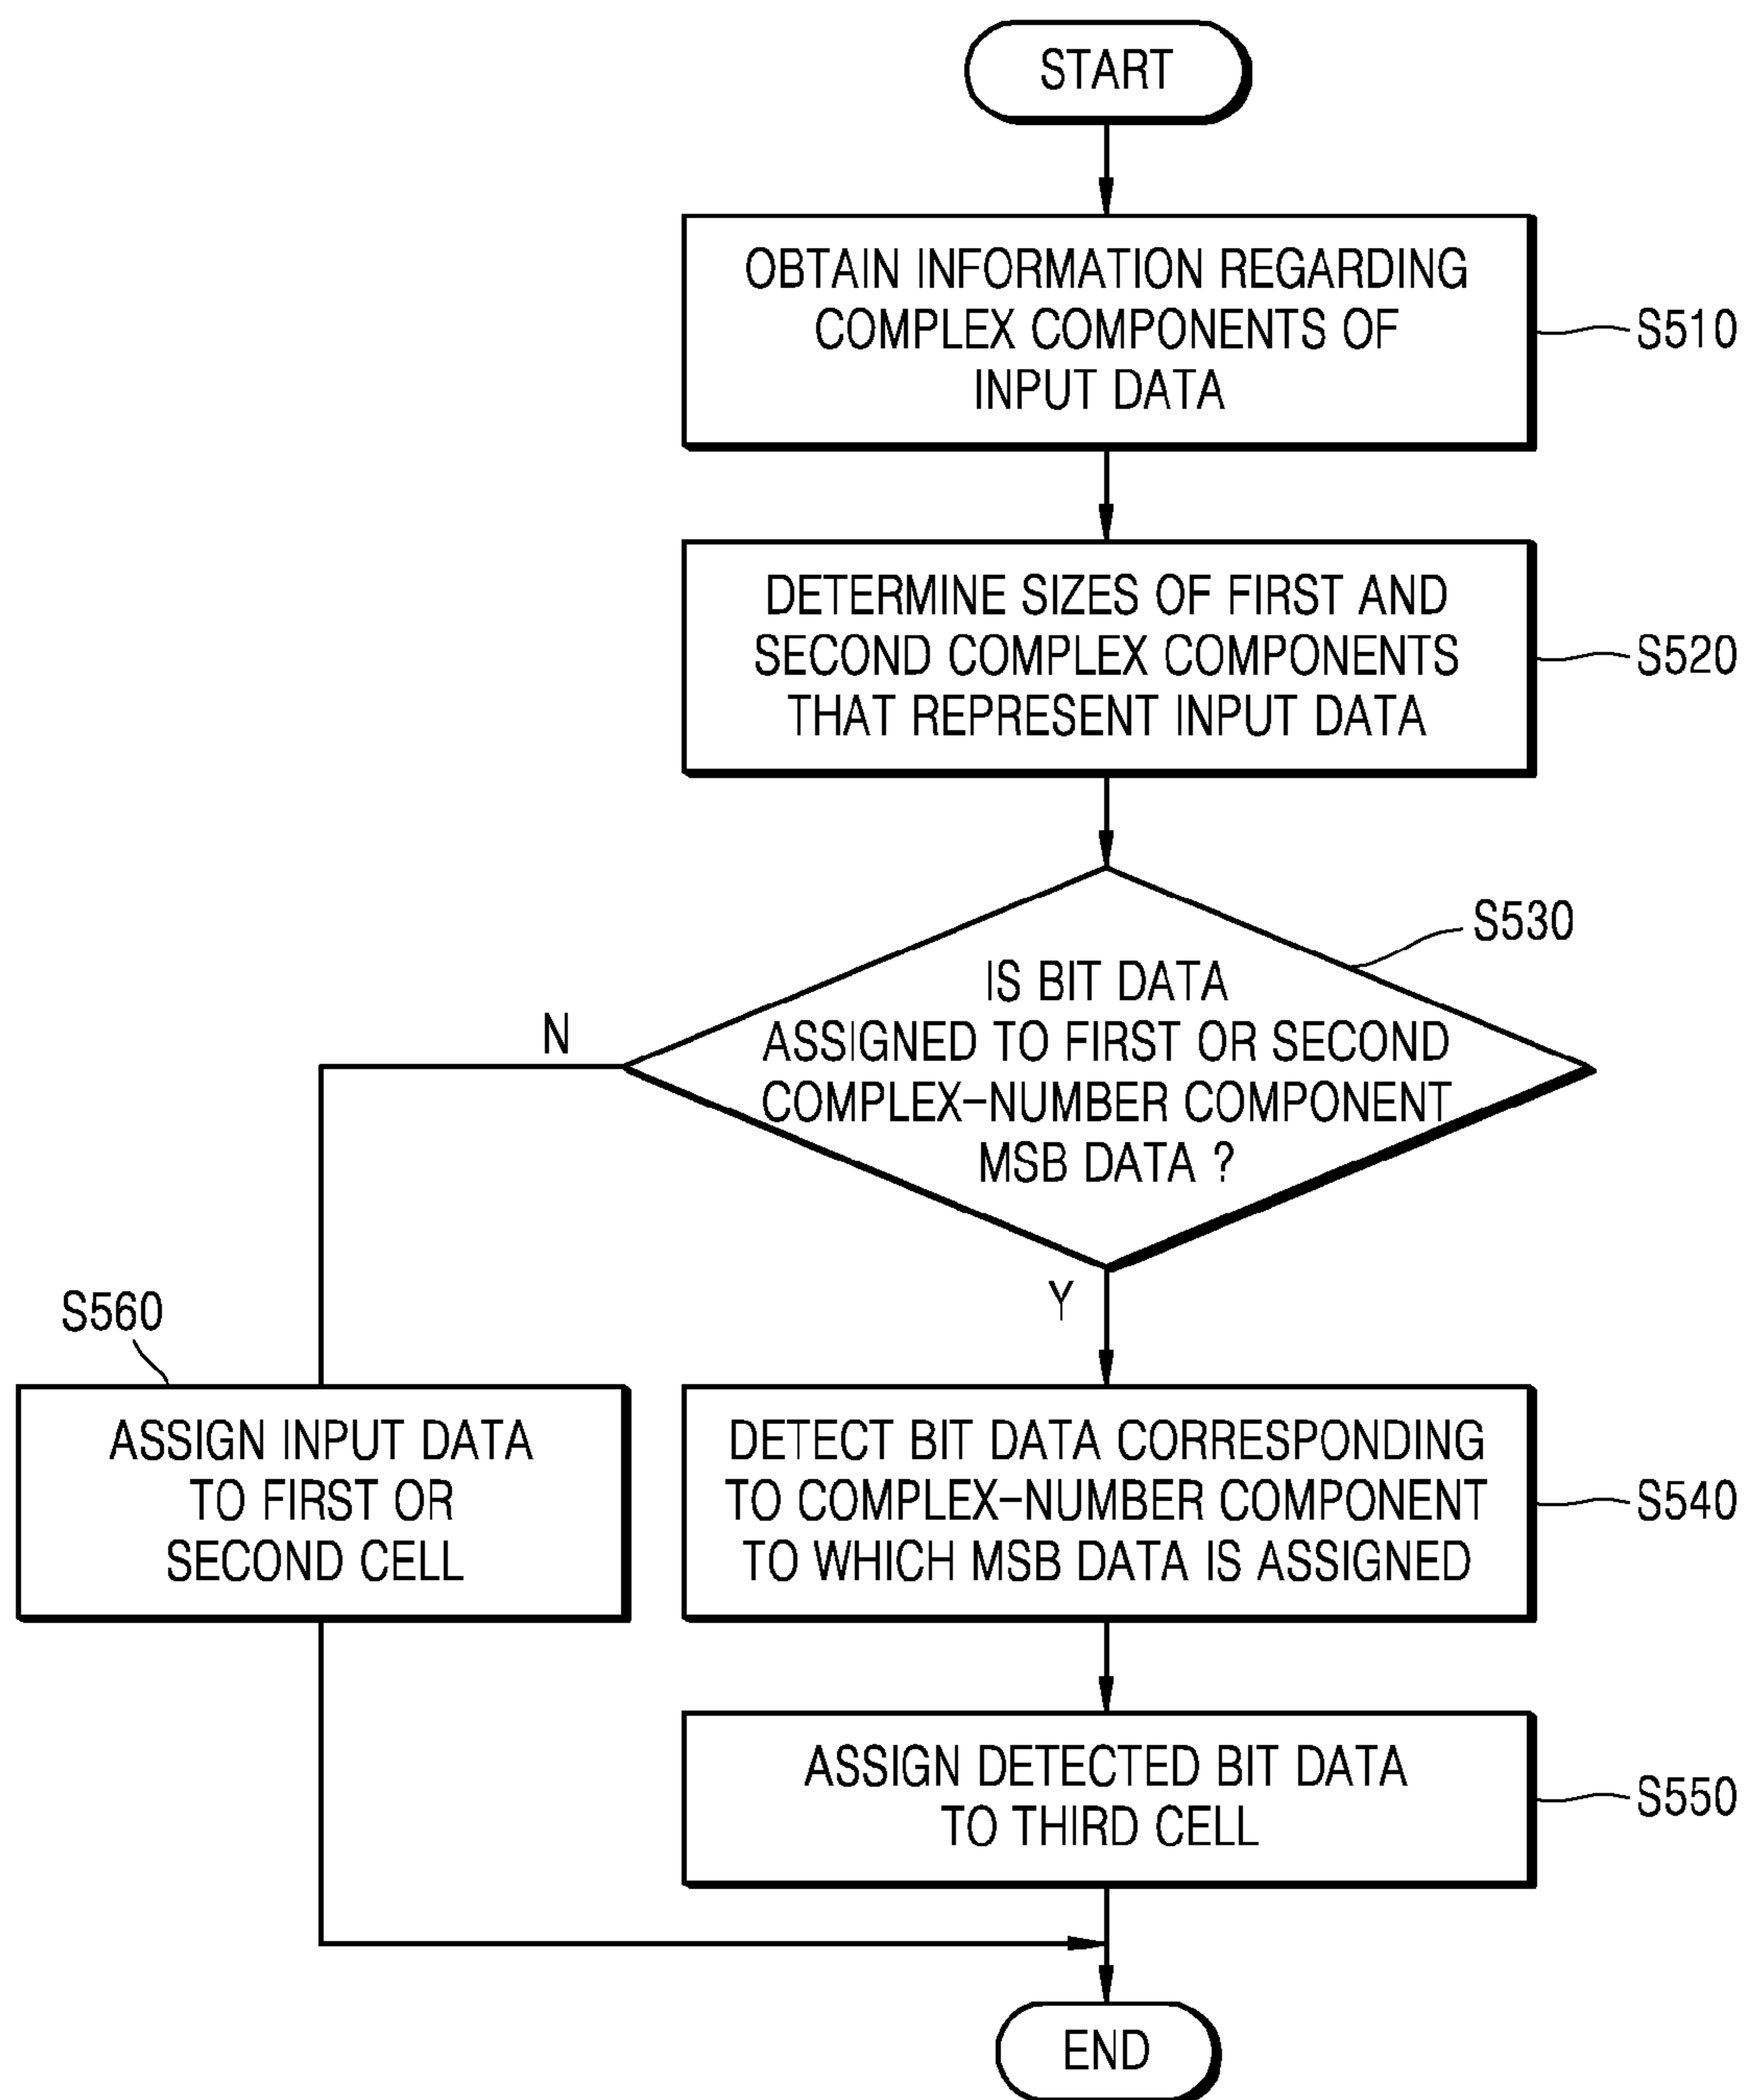 START
OBTAIN INFORMATION REGARDING
COMPLEX COMPONENTS OF
INPUT DATA
S510
DETERMINE SIZES OF FIRST AND
SECOND COMPLEX COMPONENTS
THAT REPRESENT INPUT DATA
S520
S530
IS BIT DATA
ASSIGNED TO FIRST OR SECOND
COMPLEX-NUMBER COMPONENT
MSB DATA ?
N
Y
S560
ASSIGN INPUT DATA
TO FIRST OR
SECOND CELL
DETECT BIT DATA CORRESPONDING
TO COMPLEX-NUMBER COMPONENT
TO WHICH MSB DATA IS ASSIGNED
S540
ASSIGN DETECTED BIT DATA
TO THIRD CELL
S550
END